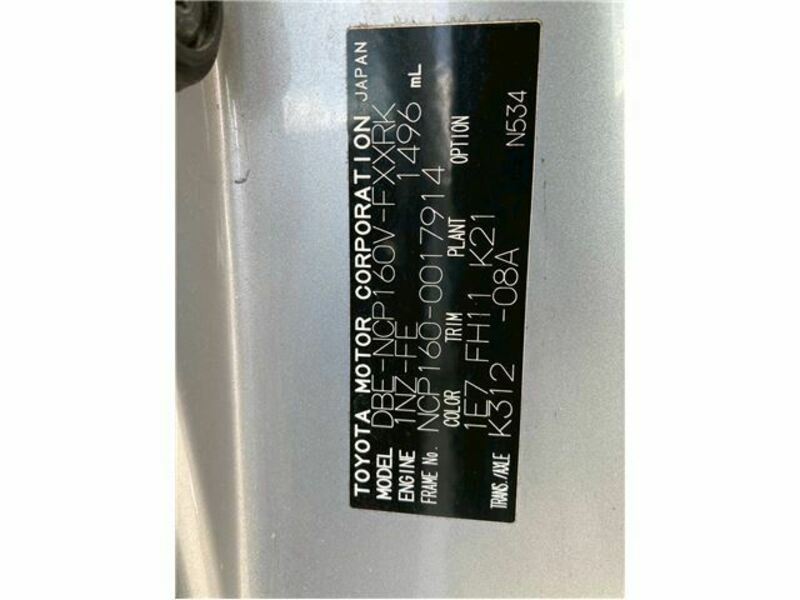 TOYOTA MOTOR CORPORATION JAPAN
MODEL DBE-NCP160V-FXXRK
ENGINE 1NZ-FE 1496 mL
FRAME No. NCP160-0017914
COLOR TRIM PLANT OPTION
1E7 FH11 K21
TRANS./AXLE K312 -08A N534